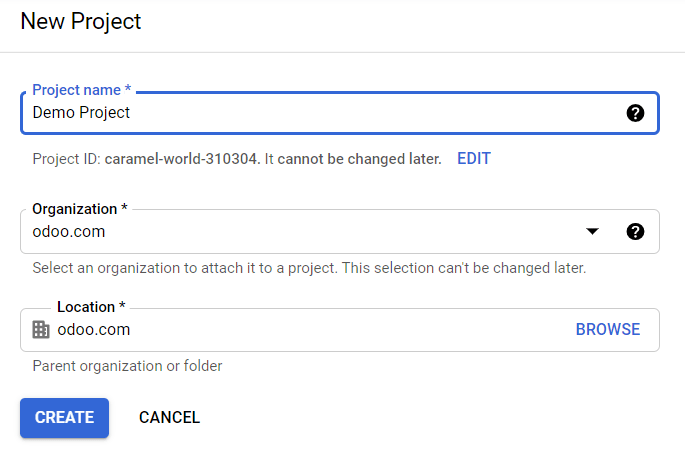 New Project
Project name *
Demo Project
Project ID: caramel-world-310304. It cannot be changed later. EDIT
Organization *
odoo.com
Select an organization to attach it to a project. This selection can't be changed later.
Location *
odoo.com BROWSE
Parent organization or folder
CREATE CANCEL